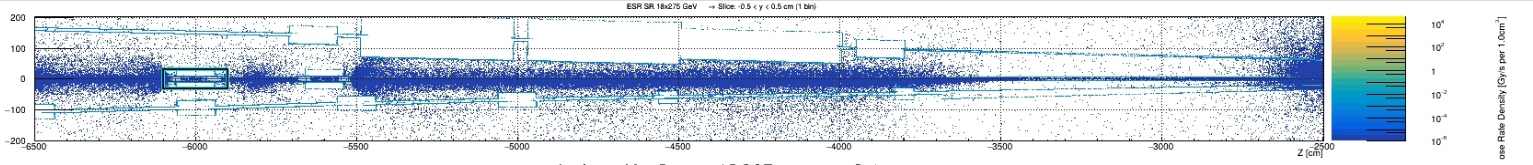 ESR SR 18x275 GeV → Slice: -0.5 < y < 0.5 cm (1 bin)
200
100
0
−100
−200
−6500 −6000 −5500 −5000 −4500 −4000 −3500 −3000 −2500
Z [cm]
10⁴
10²
1
10⁻²
10⁻⁴
10⁻⁶
ose Rate Density [Gy/s per 1.0cm³]